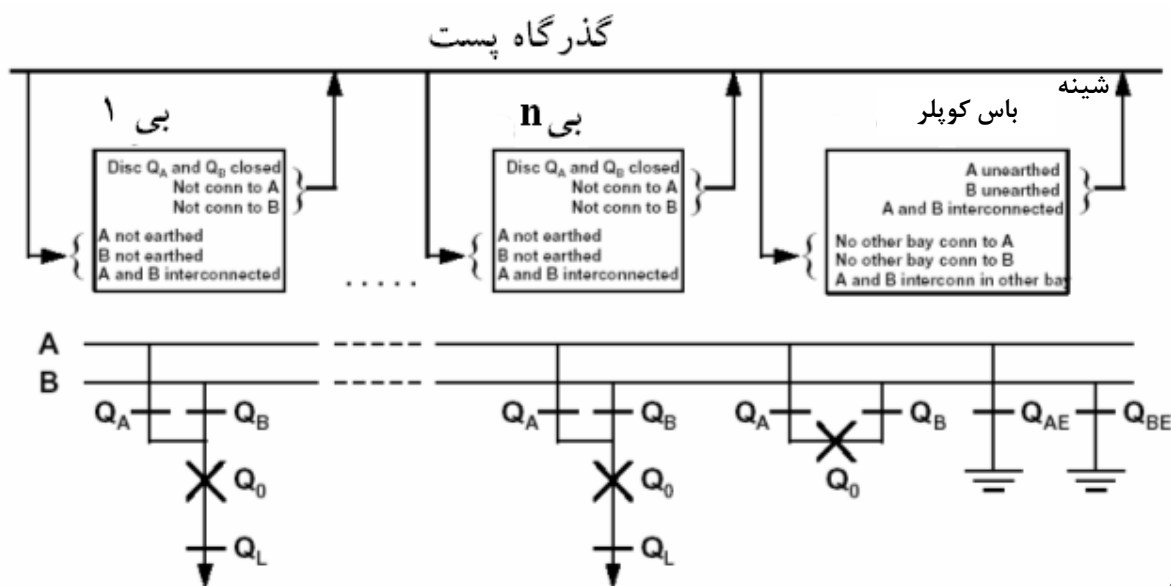 گذرگاه پست
شینه
بی ۱
بی n
باس کوپلر
Disc QA and QB closed
Not conn to A
Not conn to B
A not earthed
B not earthed
A and B interconnected
.....
Disc QA and QB closed
Not conn to A
Not conn to B
A not earthed
B not earthed
A and B interconnected
A unearthed
B unearthed
A and B interconnected
No other bay conn to A
No other bay conn to B
A and B interconn in other bay
A
B
QA QB QA QB QA QB QAE QBE
Q0 Q0 Q0
QL QL